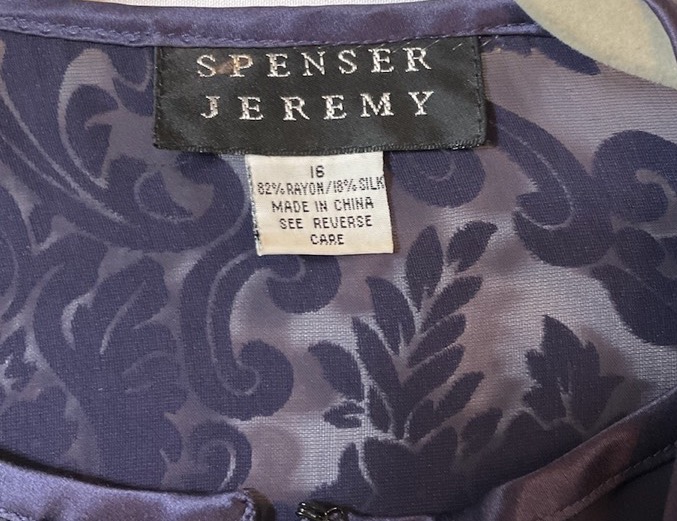 SPENSER
JEREMY
16
82% RAYON/18% SILK
MADE IN CHINA
SEE REVERSE
CARE